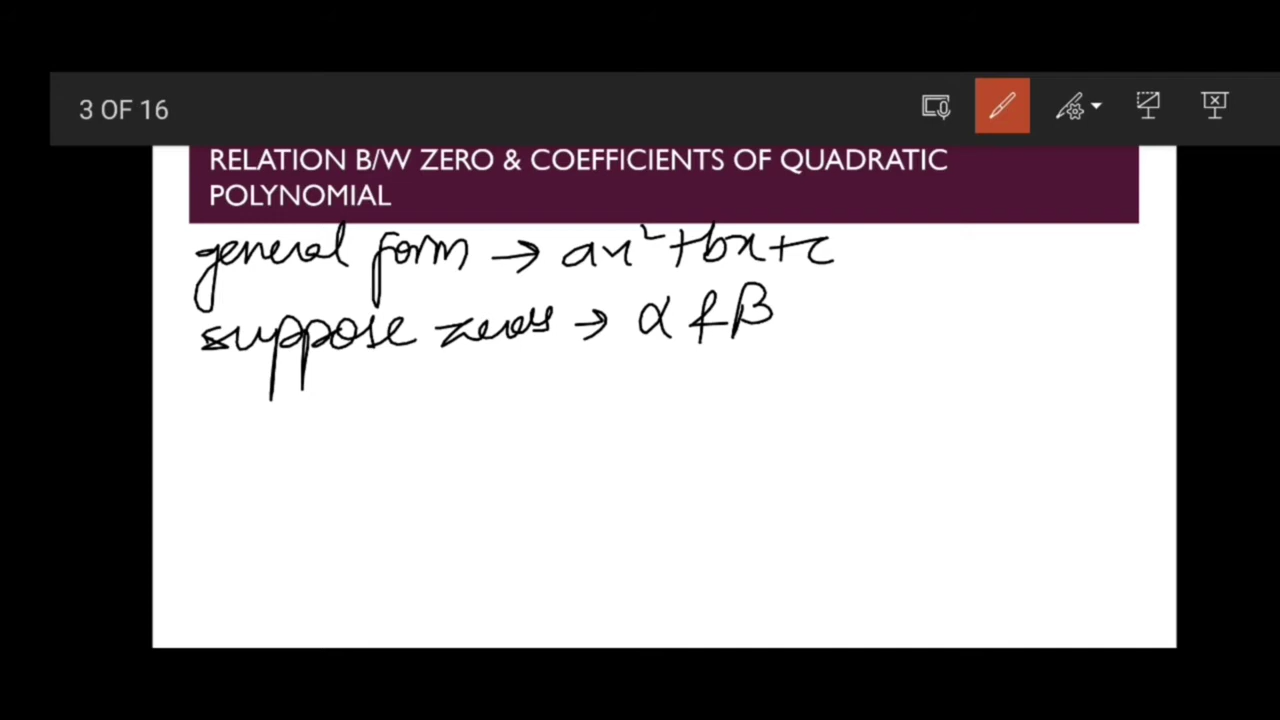 3 OF 16
RELATION B/W ZERO & COEFFICIENTS OF QUADRATIC
POLYNOMIAL
general form → ax²+bx+c
suppose zeros → α & β